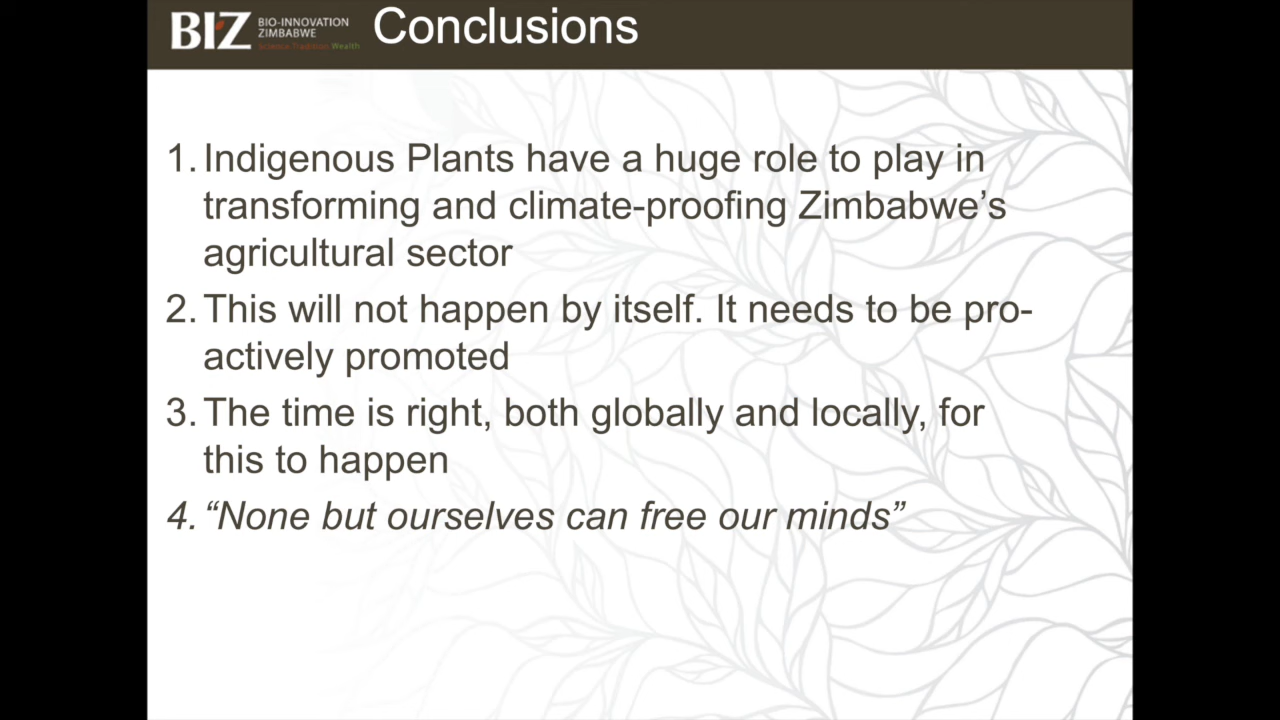 BIZ BIO-INNOVATION
ZIMBABWE
Science Tradition Wealth
Conclusions
1. Indigenous Plants have a huge role to play in
transforming and climate-proofing Zimbabwe’s
agricultural sector
2. This will not happen by itself. It needs to be pro-
actively promoted
3. The time is right, both globally and locally, for
this to happen
4. “None but ourselves can free our minds”